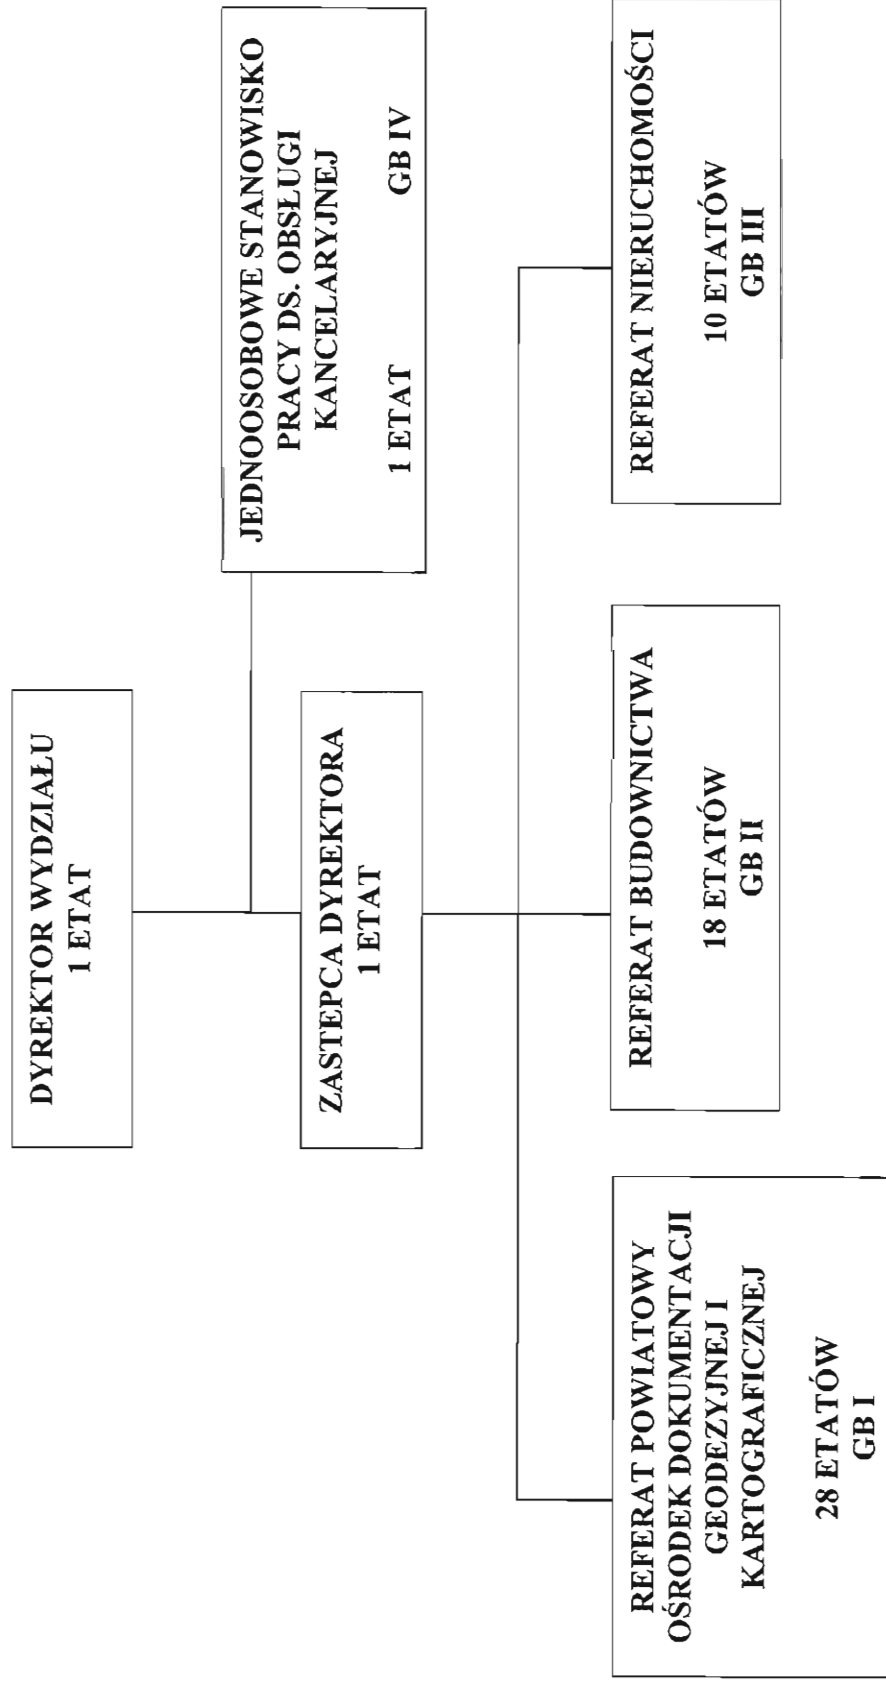 DYREKTOR WYDZIAŁU
1 ETAT
JEDNOOSOBOWE STANOWISKO
PRACY DS. OBSŁUGI
KANCELARYJNEJ
1 ETAT GB IV
ZASTEPCA DYREKTORA
1 ETAT
REFERAT POWIATOWY
OŚRODEK DOKUMENTACJI
GEODEZYJNEJ I
KARTOGRAFICZNEJ
28 ETATÓW
GB I
REFERAT BUDOWNICTWA
18 ETATÓW
GB II
REFERAT NIERUCHOMOŚCI
10 ETATÓW
GB III